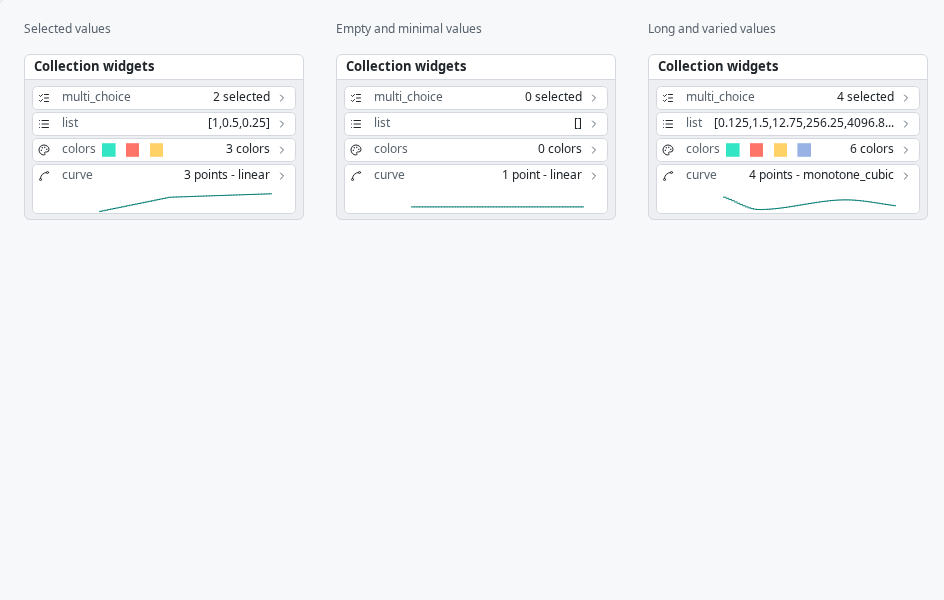 Selected values
Collection widgets
multi_choice 2 selected
list [1,0.5,0.25]
colors 3 colors
curve 3 points - linear
Empty and minimal values
Collection widgets
multi_choice 0 selected
list []
colors 0 colors
curve 1 point - linear
Long and varied values
Collection widgets
multi_choice 4 selected
list [0.125,1.5,12.75,256.25,4096.8...
colors 6 colors
curve 4 points - monotone_cubic